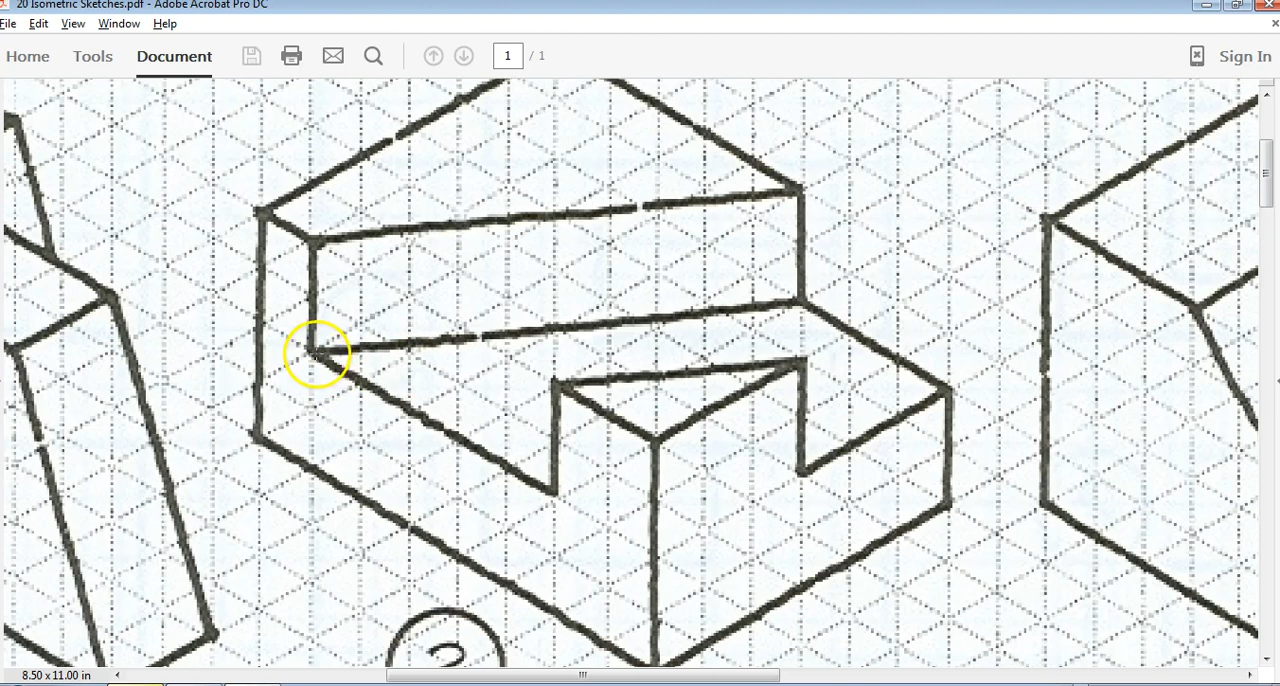 20 Isometric Sketches.pdf - Adobe Acrobat Pro DC
File Edit View Window Help
Home Tools Document 1 / 1 Sign In
8.50 x 11.00 in